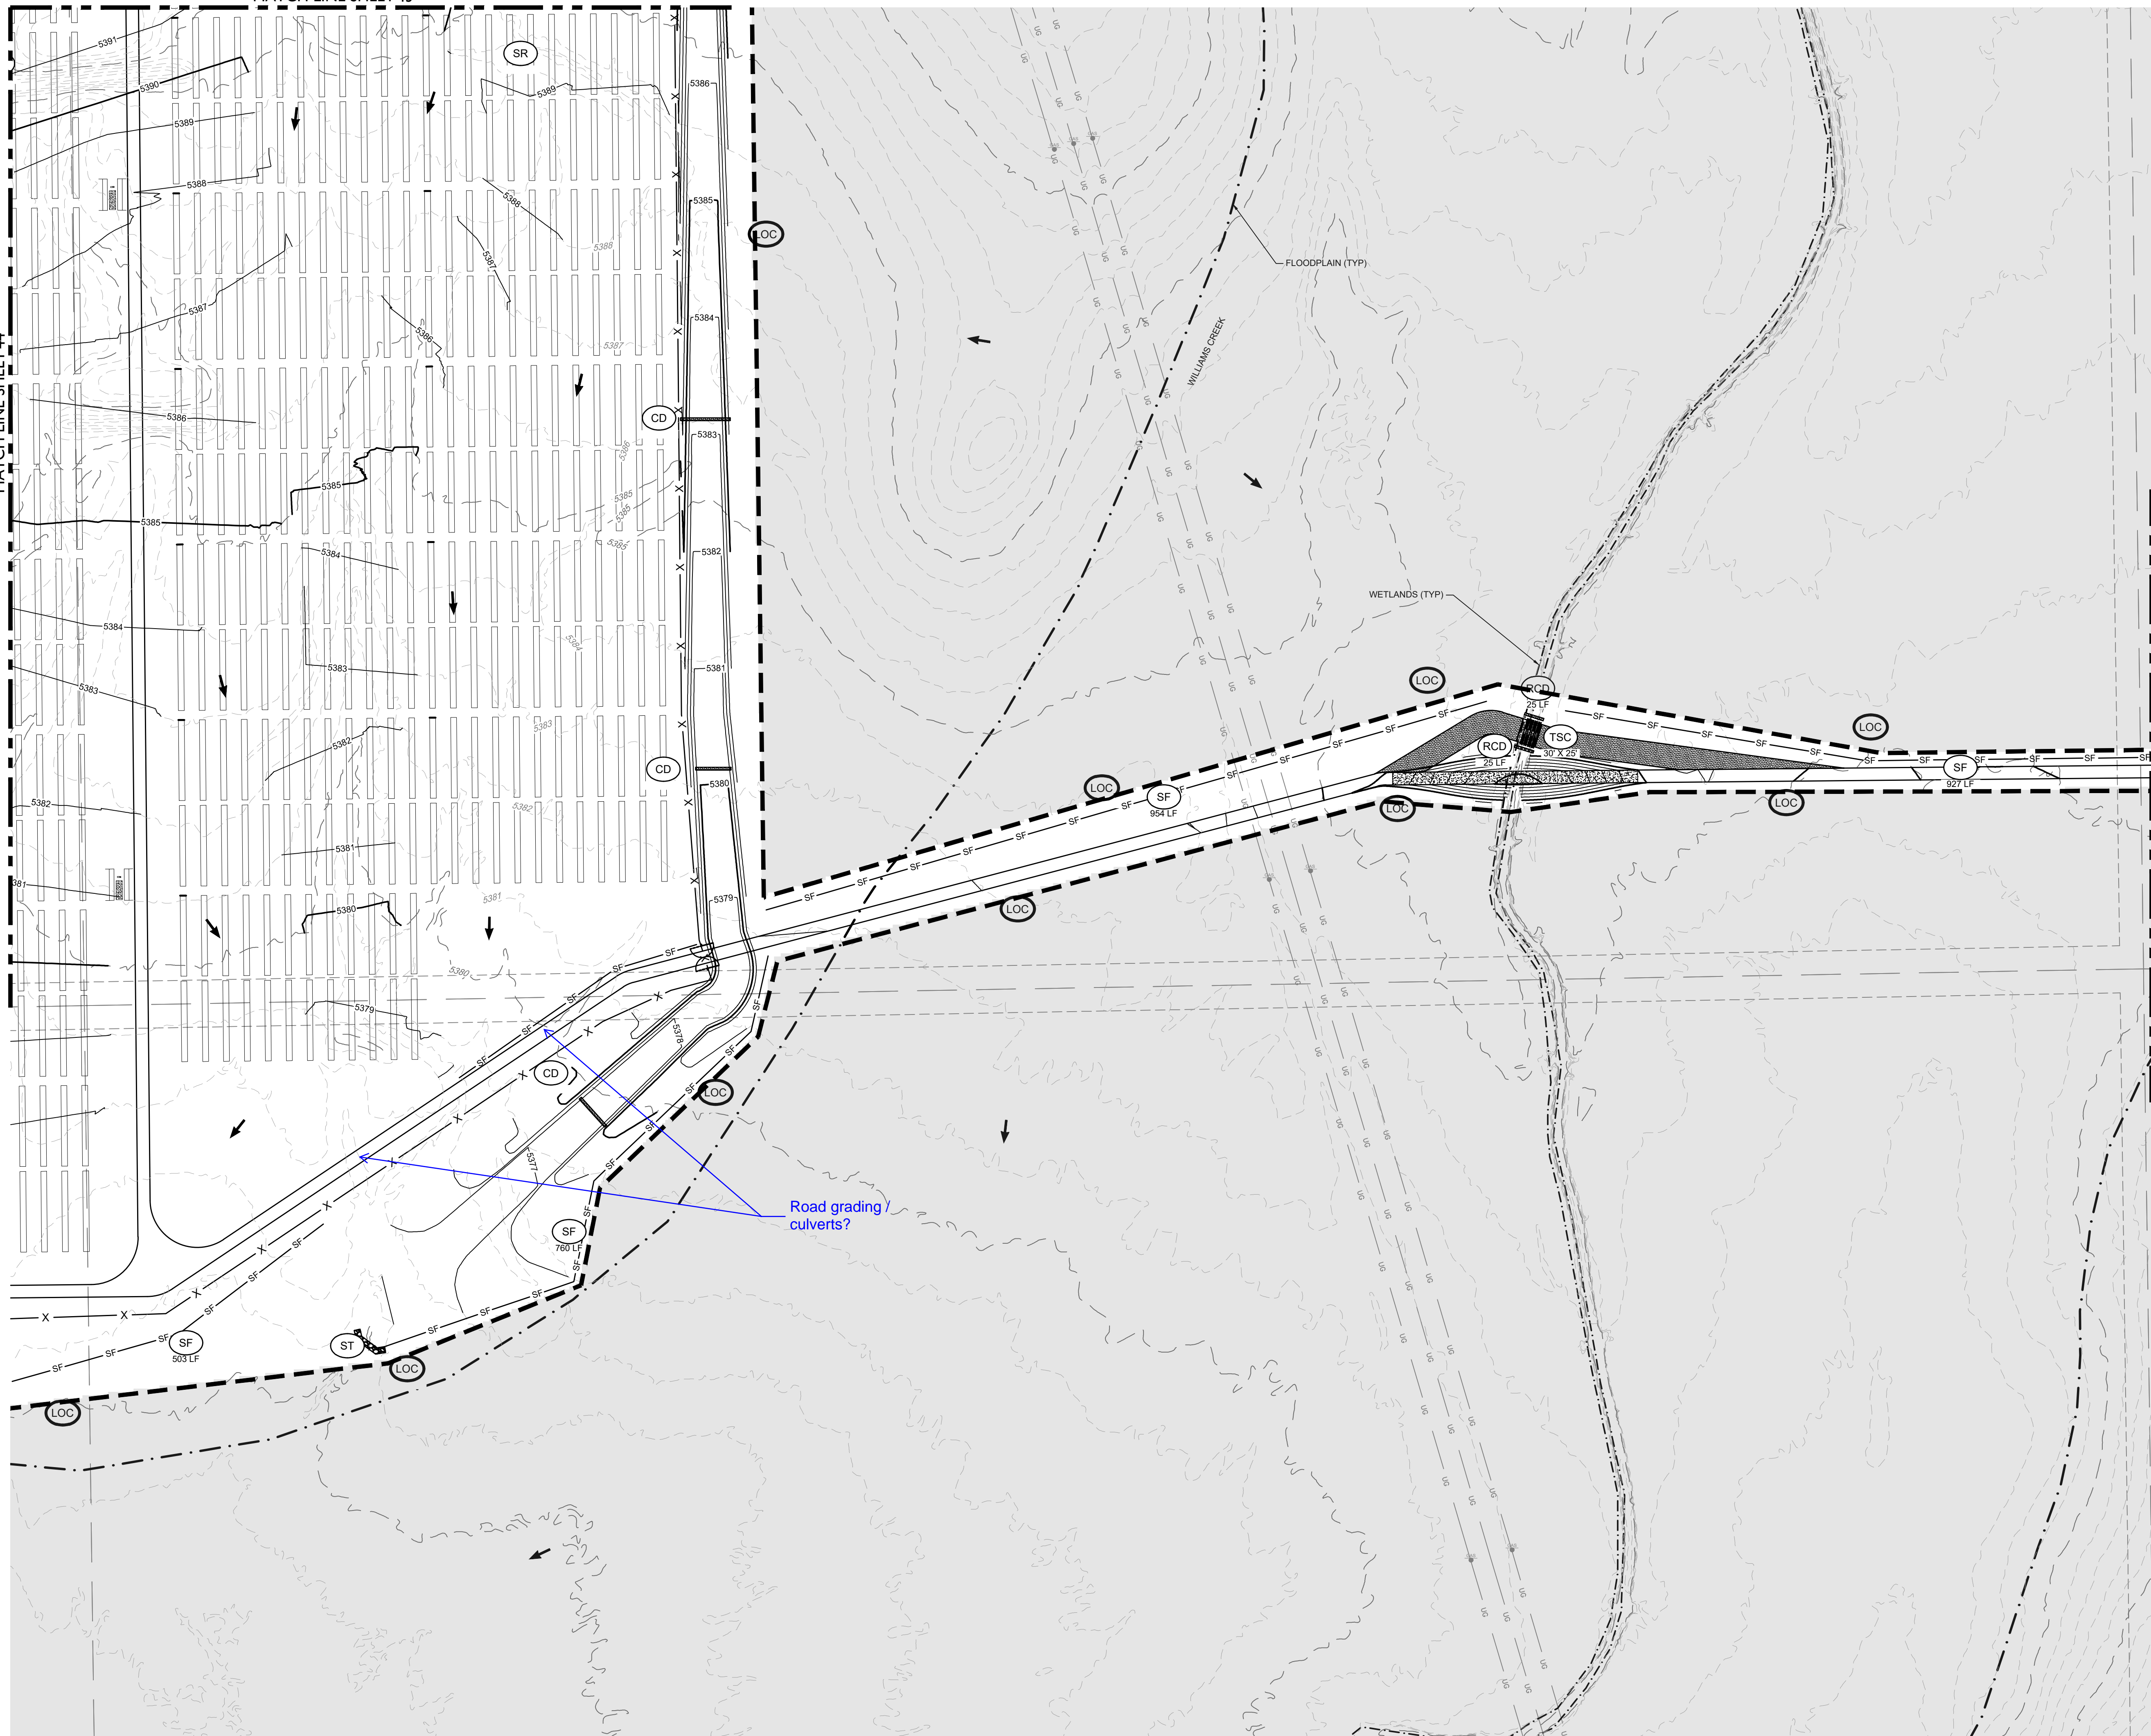 5391
SR
5390
5389
5386
5389
5388
5385
5388
LOC
5388
5387
FLOODPLAIN (TYP)
5387
5384
5386
5387
WILLIAMS CREEK
5386
CD
5383
5386
5385
5385
5385
5385
5385
5384
5382
WETLANDS (TYP)
5384
5384
5383
5381
5383
LOC
RCD
25 LF
5383
LOC
5382
RCD
25 LF
TSC
30' X 25'
CD
5380
SF
927 LF
LOC
SF
954 LF
LOC
LOC
5382
5382
5381
5381
5381
5379
5380
LOC
5380
5379
5378
CD
LOC
5377
Road grading /
culverts?
SF
760 LF
SF
503 LF
ST
LOC
LOC